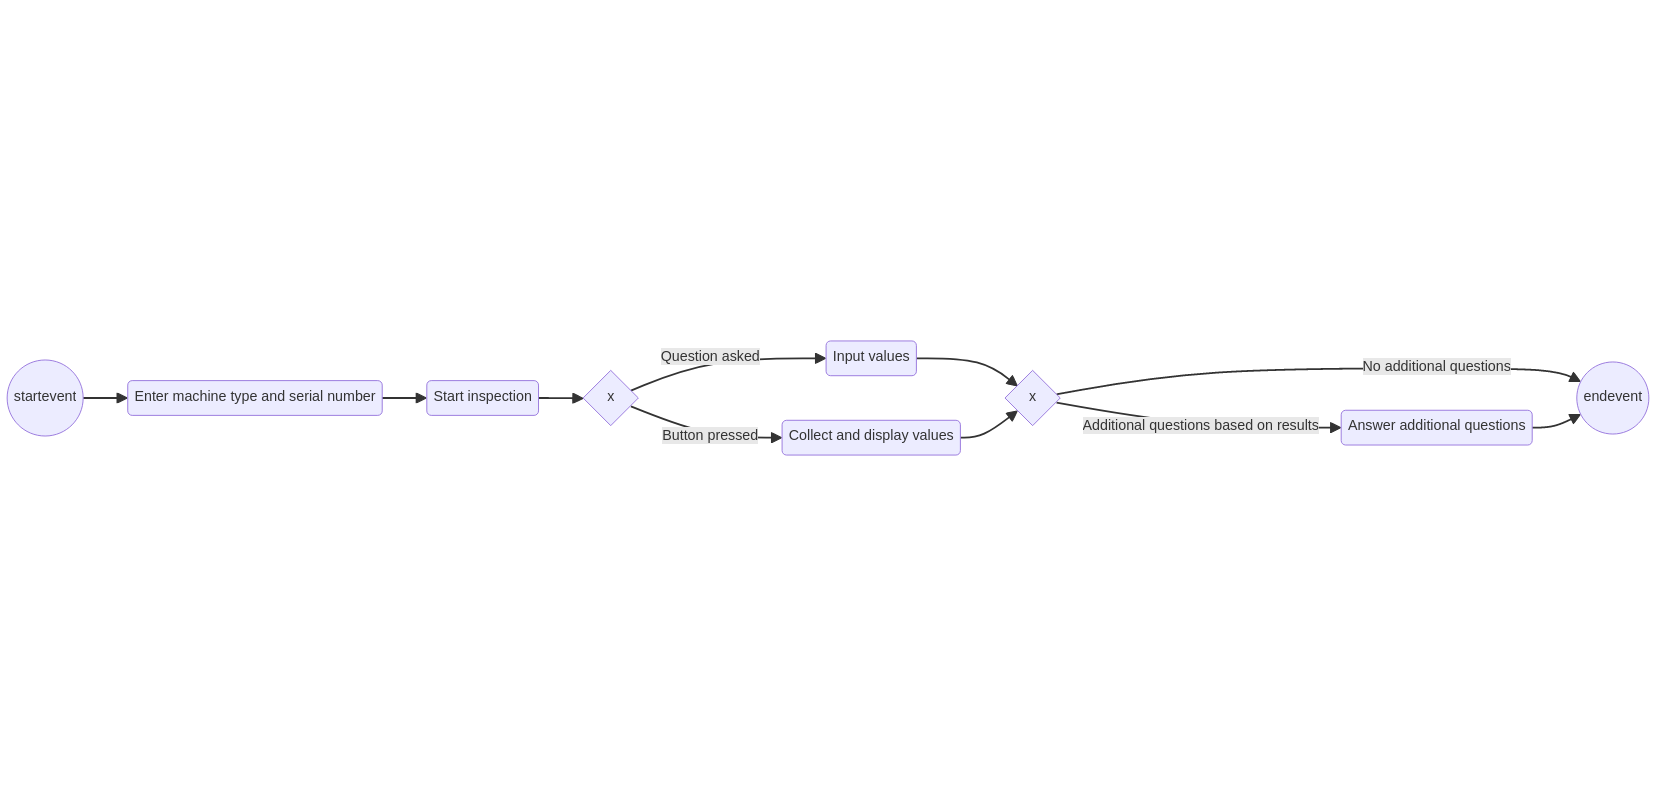 startevent
Enter machine type and serial number
Start inspection
x
Question asked
Input values
Button pressed
Collect and display values
x
No additional questions
Additional questions based on results
Answer additional questions
endevent